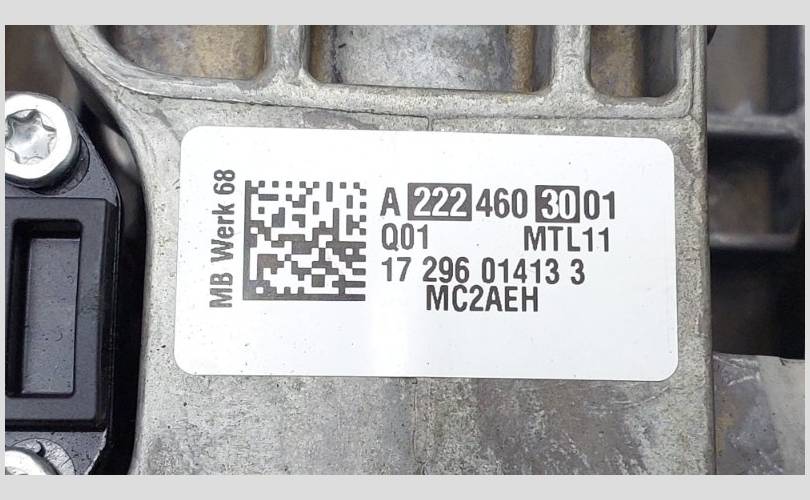 MB Werk 68
A 222 460 30 01
Q01 MTL11
17 296 01413 3
MC2AEH